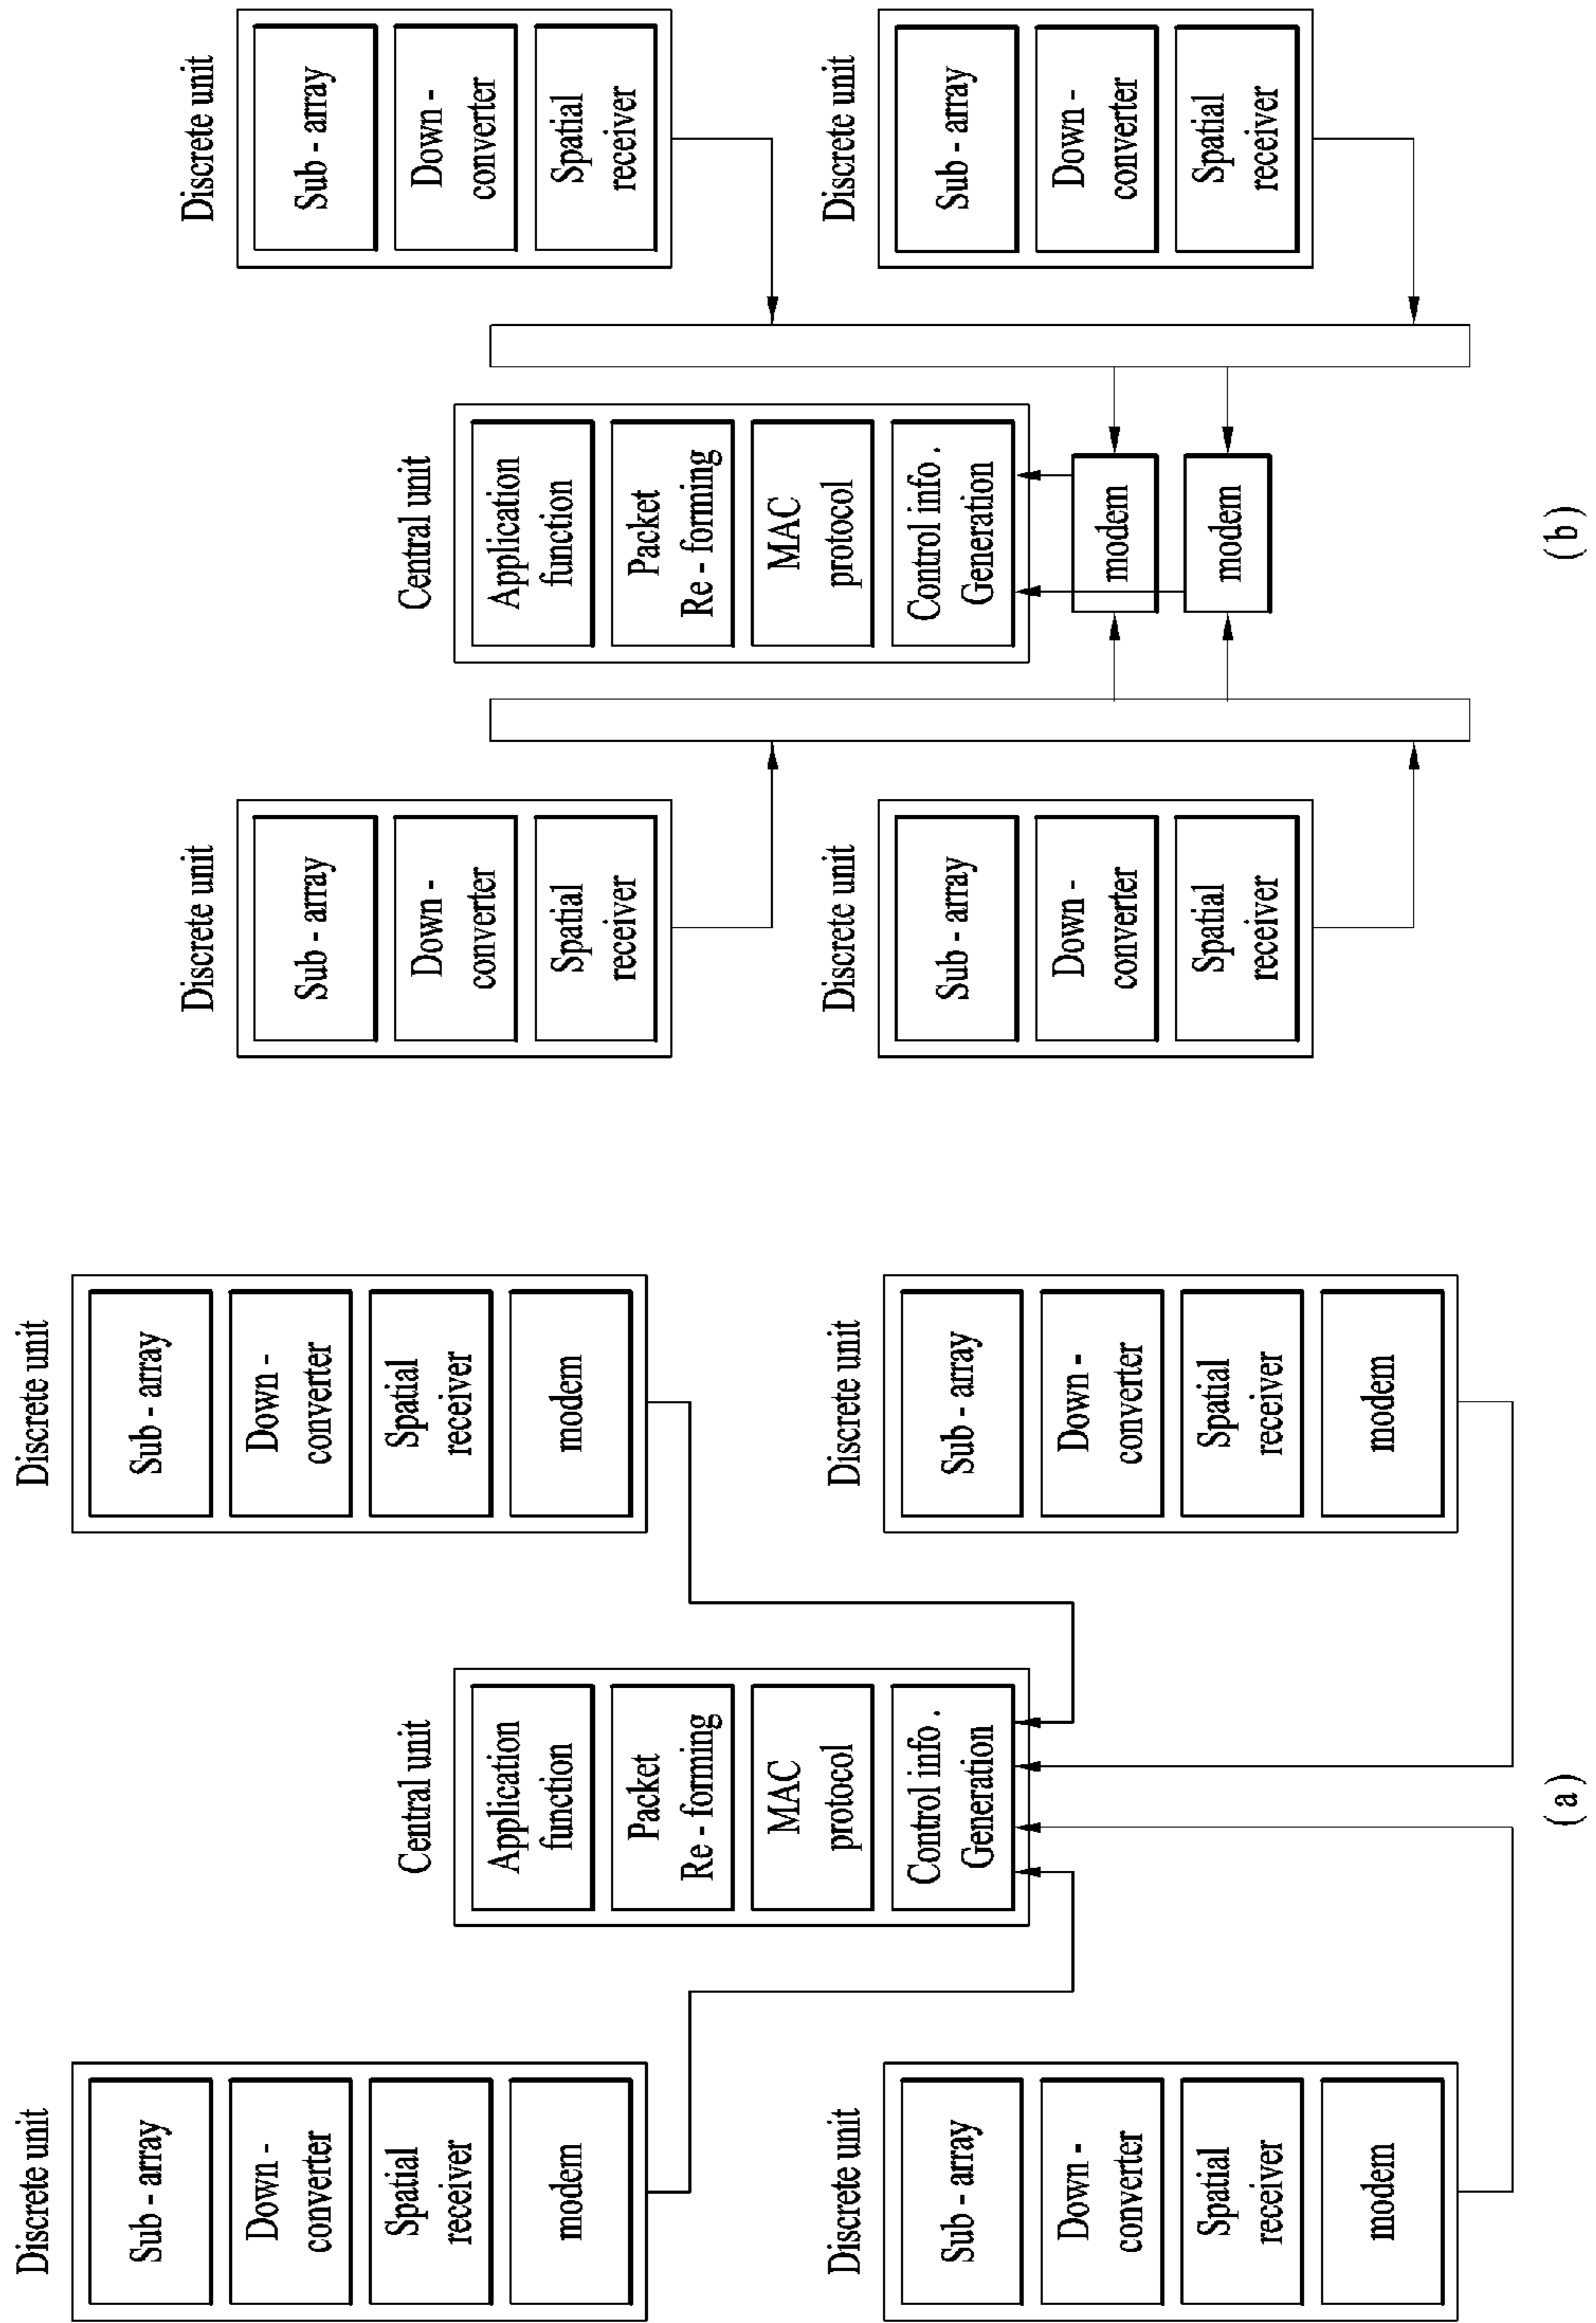 Discrete unit
Sub - array
Down -
converter
Spatial
receiver
modem
Discrete unit
Sub - array
Down -
converter
Spatial
receiver
modem
Central unit
Application
function
Packet
Re - forming
MAC
protocol
Control info .
Generation
Discrete unit
Sub - array
Down -
converter
Spatial
receiver
modem
Discrete unit
Sub - array
Down -
converter
Spatial
receiver
modem
( a )
Discrete unit
Sub - array
Down -
converter
Spatial
receiver
Discrete unit
Sub - array
Down -
converter
Spatial
receiver
Central unit
Application
function
Packet
Re - forming
MAC
protocol
Control info .
Generation
modem
modem
Discrete unit
Sub - array
Down -
converter
Spatial
receiver
Discrete unit
Sub - array
Down -
converter
Spatial
receiver
( b )